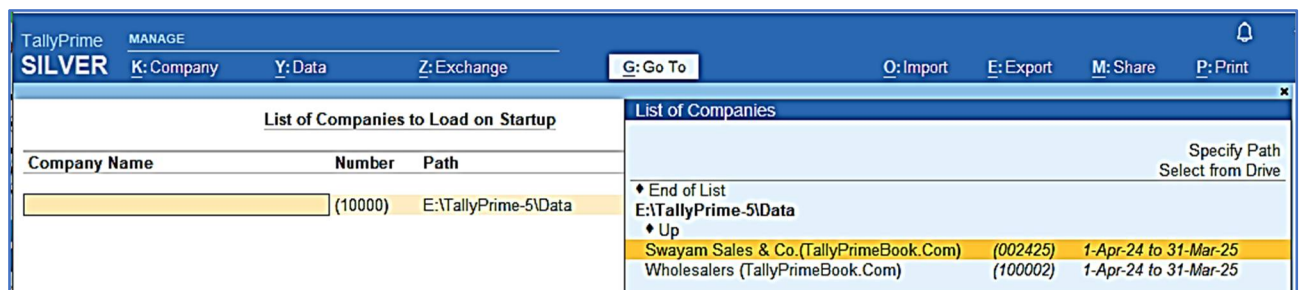 TallyPrime MANAGE
SILVER K: Company Y: Data Z: Exchange G: Go To O: Import E: Export M: Share P: Print
×
List of Companies to Load on Startup
List of Companies
Company Name Number Path
Specify Path
Select from Drive
♦ End of List
(10000) E:\TallyPrime-5\Data
E:\TallyPrime-5\Data
♦ Up
Swayam Sales & Co.(TallyPrimeBook.Com) (002425) 1-Apr-24 to 31-Mar-25
Wholesalers (TallyPrimeBook.Com) (100002) 1-Apr-24 to 31-Mar-25